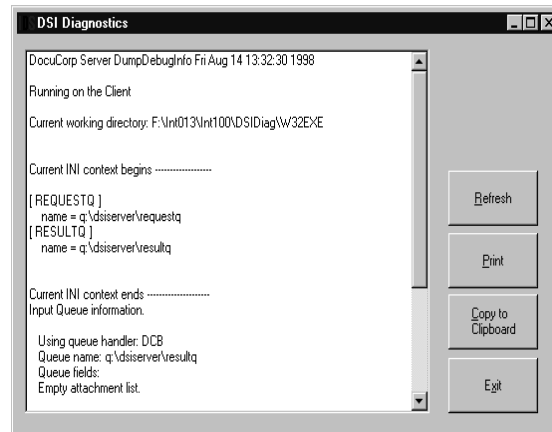 DSI Diagnostics
DocuCorp Server DumpDebugInfo Fri Aug 14 13:32:30 1998
Running on the Client
Current working directory: F:\Int013\Int100\DSIDiag\W32EXE
Current INI context begins ------------------
[ REQUESTQ ]
name = q:\dsiserver\requestq
[ RESULTQ ]
name = q:\dsiserver\resultq
Current INI context ends --------------------
Input Queue information.
Using queue handler: DCB
Queue name: q:\dsiserver\resultq
Queue fields:
Empty attachment list.
Refresh
Print
Copy to
Clipboard
Exit